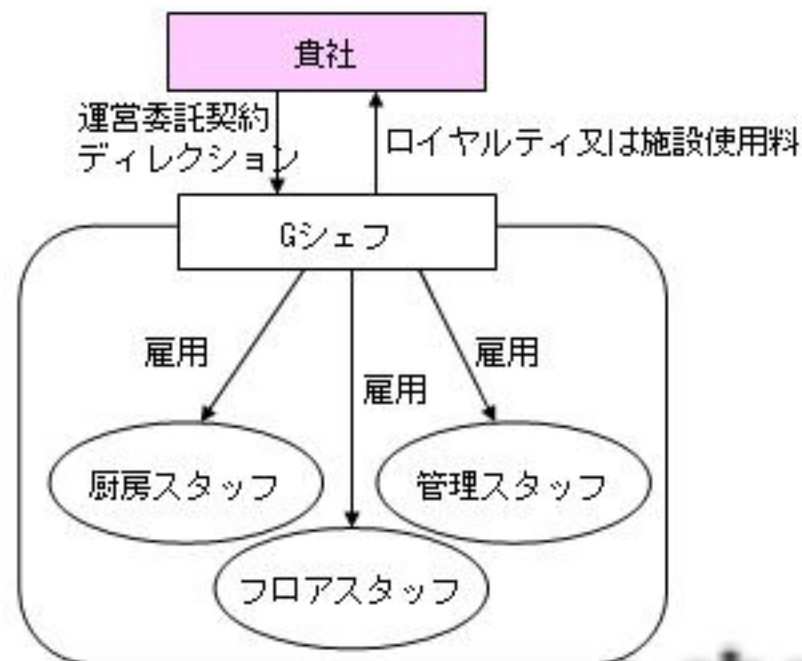 貴社
運営委託契約
ディレクション
ロイヤルティ又は施設使用料
Gシェフ
雇用
雇用
雇用
厨房スタッフ
管理スタッフ
フロアスタッフ